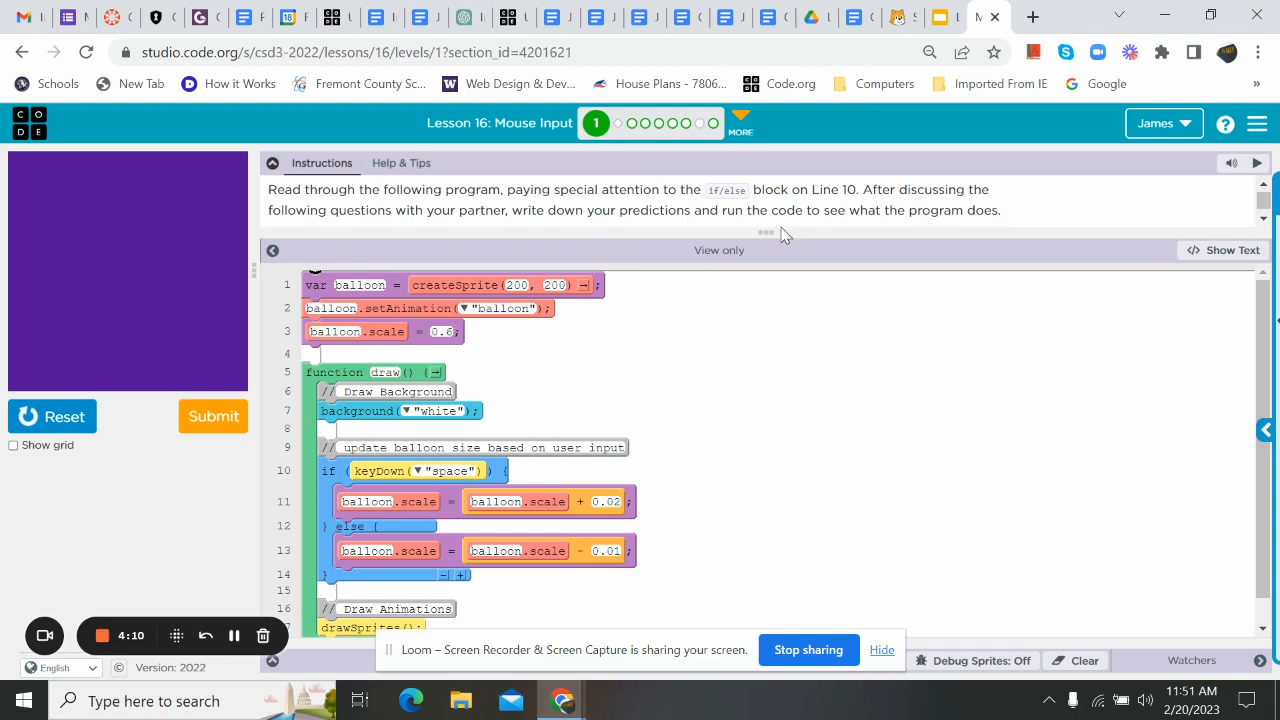 studio.code.org/s/csd3-2022/lessons/16/levels/1?section_id=4201621
Schools New Tab How it Works Fremont County Sc... Web Design & Dev... House Plans - 7806... Code.org Computers Imported From IE Google »
C O D E Lesson 16: Mouse Input 1 MORE James
Instructions Help & Tips
Read through the following program, paying special attention to the if/else block on Line 10. After discussing the
following questions with your partner, write down your predictions and run the code to see what the program does.
View only </> Show Text
1 var balloon = createSprite(200, 200);
2 balloon.setAnimation("balloon");
3 balloon.scale = 0.6;
4
5 function draw() {
6 // Draw Background
7 background("white");
8
9 // update balloon size based on user input
10 if (keyDown("space")) {
11 balloon.scale = balloon.scale + 0.02;
12 } else {
13 balloon.scale = balloon.scale - 0.01;
14 }
15
16 // Draw Animations
drawSprites();
Reset Submit
Show grid
4:10
Loom – Screen Recorder & Screen Capture is sharing your screen. Stop sharing Hide
English © Version: 2022 Debug Sprites: Off Clear Watchers
Type here to search
11:51 AM
2/20/2023